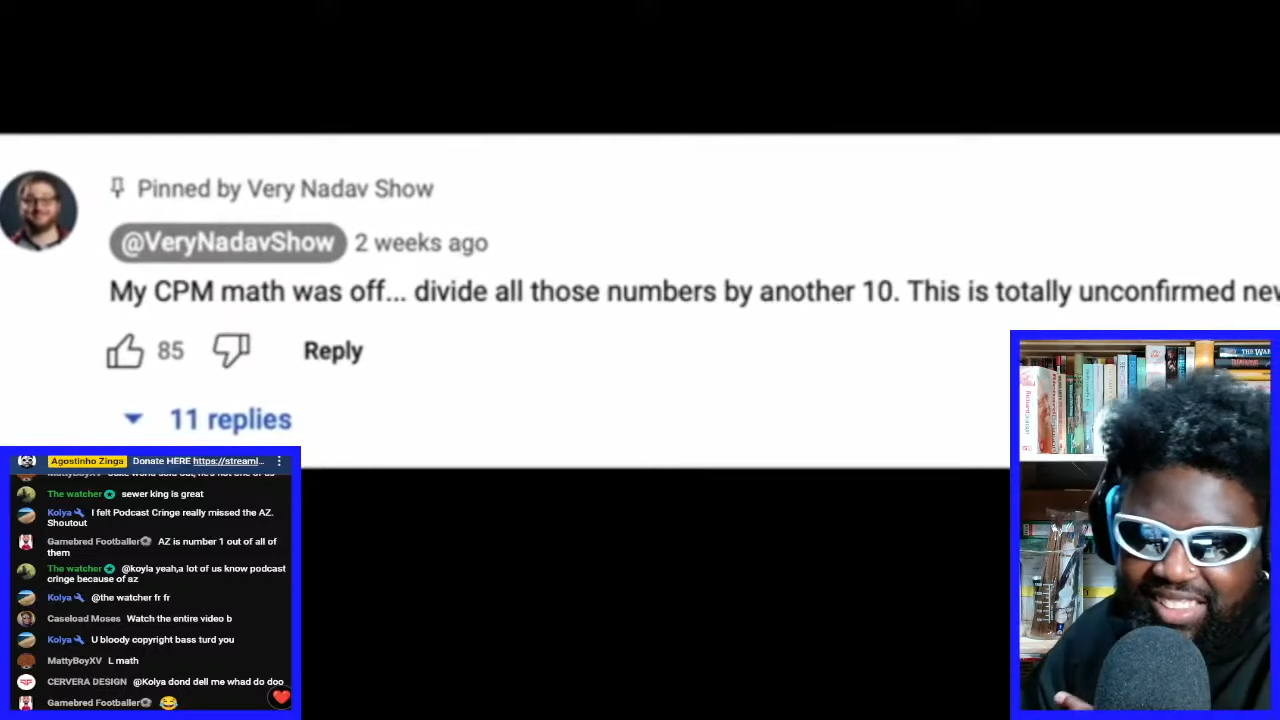 Pinned by Very Nadav Show
@VeryNadavShow 2 weeks ago
My CPM math was off... divide all those numbers by another 10. This is totally unconfirmed
85 Reply
11 replies
Agostinho Zinga Donate HERE https://streaml...
The watcher sewer king is great
Kolya I felt Podcast Cringe really missed the AZ.
Shoutout
Gamebred Footballer AZ is number 1 out of all of
them
The watcher @koyla yeah,a lot of us know podcast
cringe because of az
Kolya @the watcher fr fr
Caseload Moses Watch the entire video b
Kolya U bloody copyright bass turd you
MattyBoyXV L math
CERVERA DESIGN @Kolya dond dell me whad do doo
Gamebred Footballer
THE WAR